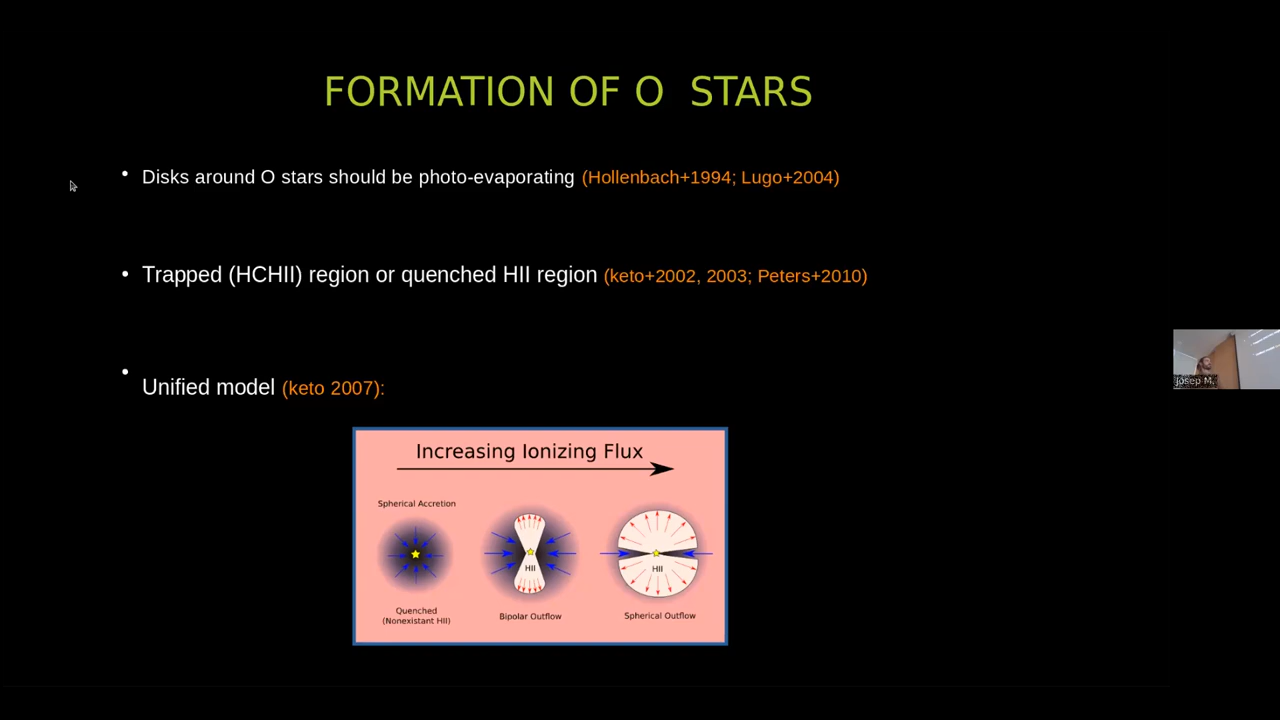 FORMATION OF O STARS
• Disks around O stars should be photo-evaporating (Hollenbach+1994; Lugo+2004)
• Trapped (HCHII) region or quenched HII region (keto+2002, 2003; Peters+2010)
• Unified model (keto 2007):
Increasing Ionizing Flux
Spherical Accretion
HII
HII
Quenched
(Nonexistant HII)
Bipolar Outflow
Spherical Outflow
Josep M.